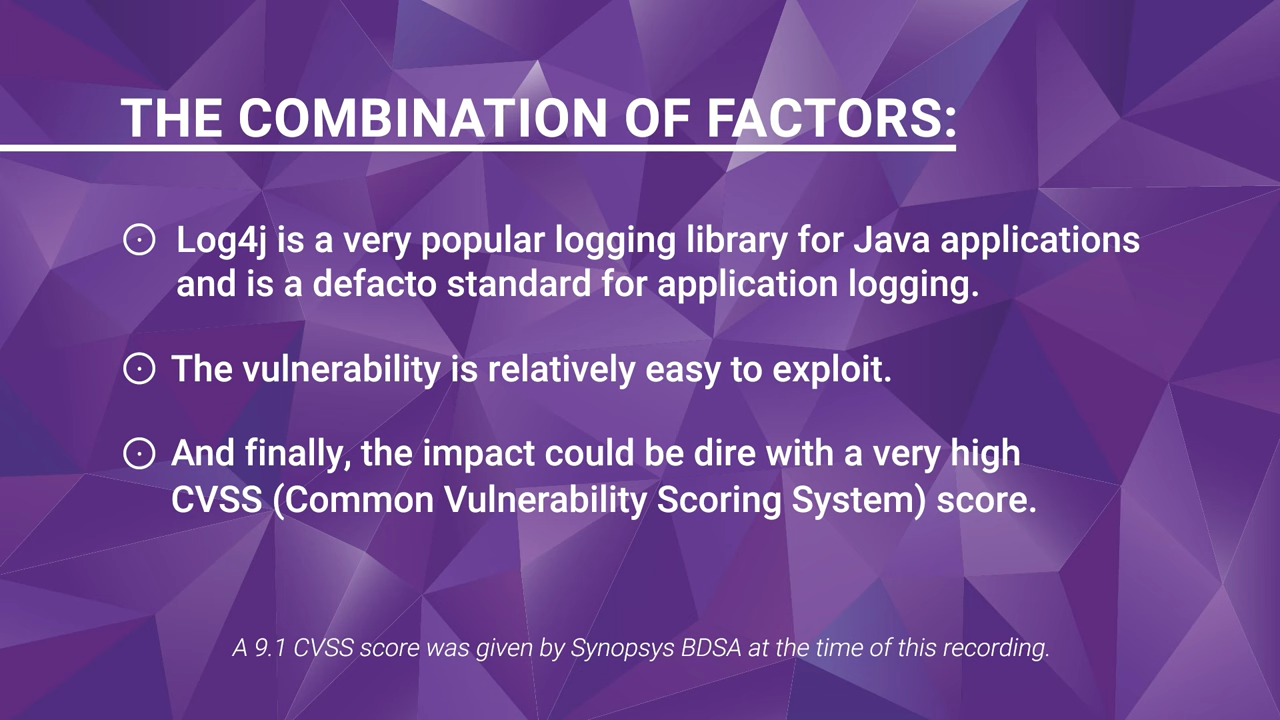 THE COMBINATION OF FACTORS:
Log4j is a very popular logging library for Java applications
and is a defacto standard for application logging.
The vulnerability is relatively easy to exploit.
And finally, the impact could be dire with a very high
CVSS (Common Vulnerability Scoring System) score.
A 9.1 CVSS score was given by Synopsys BDSA at the time of this recording.